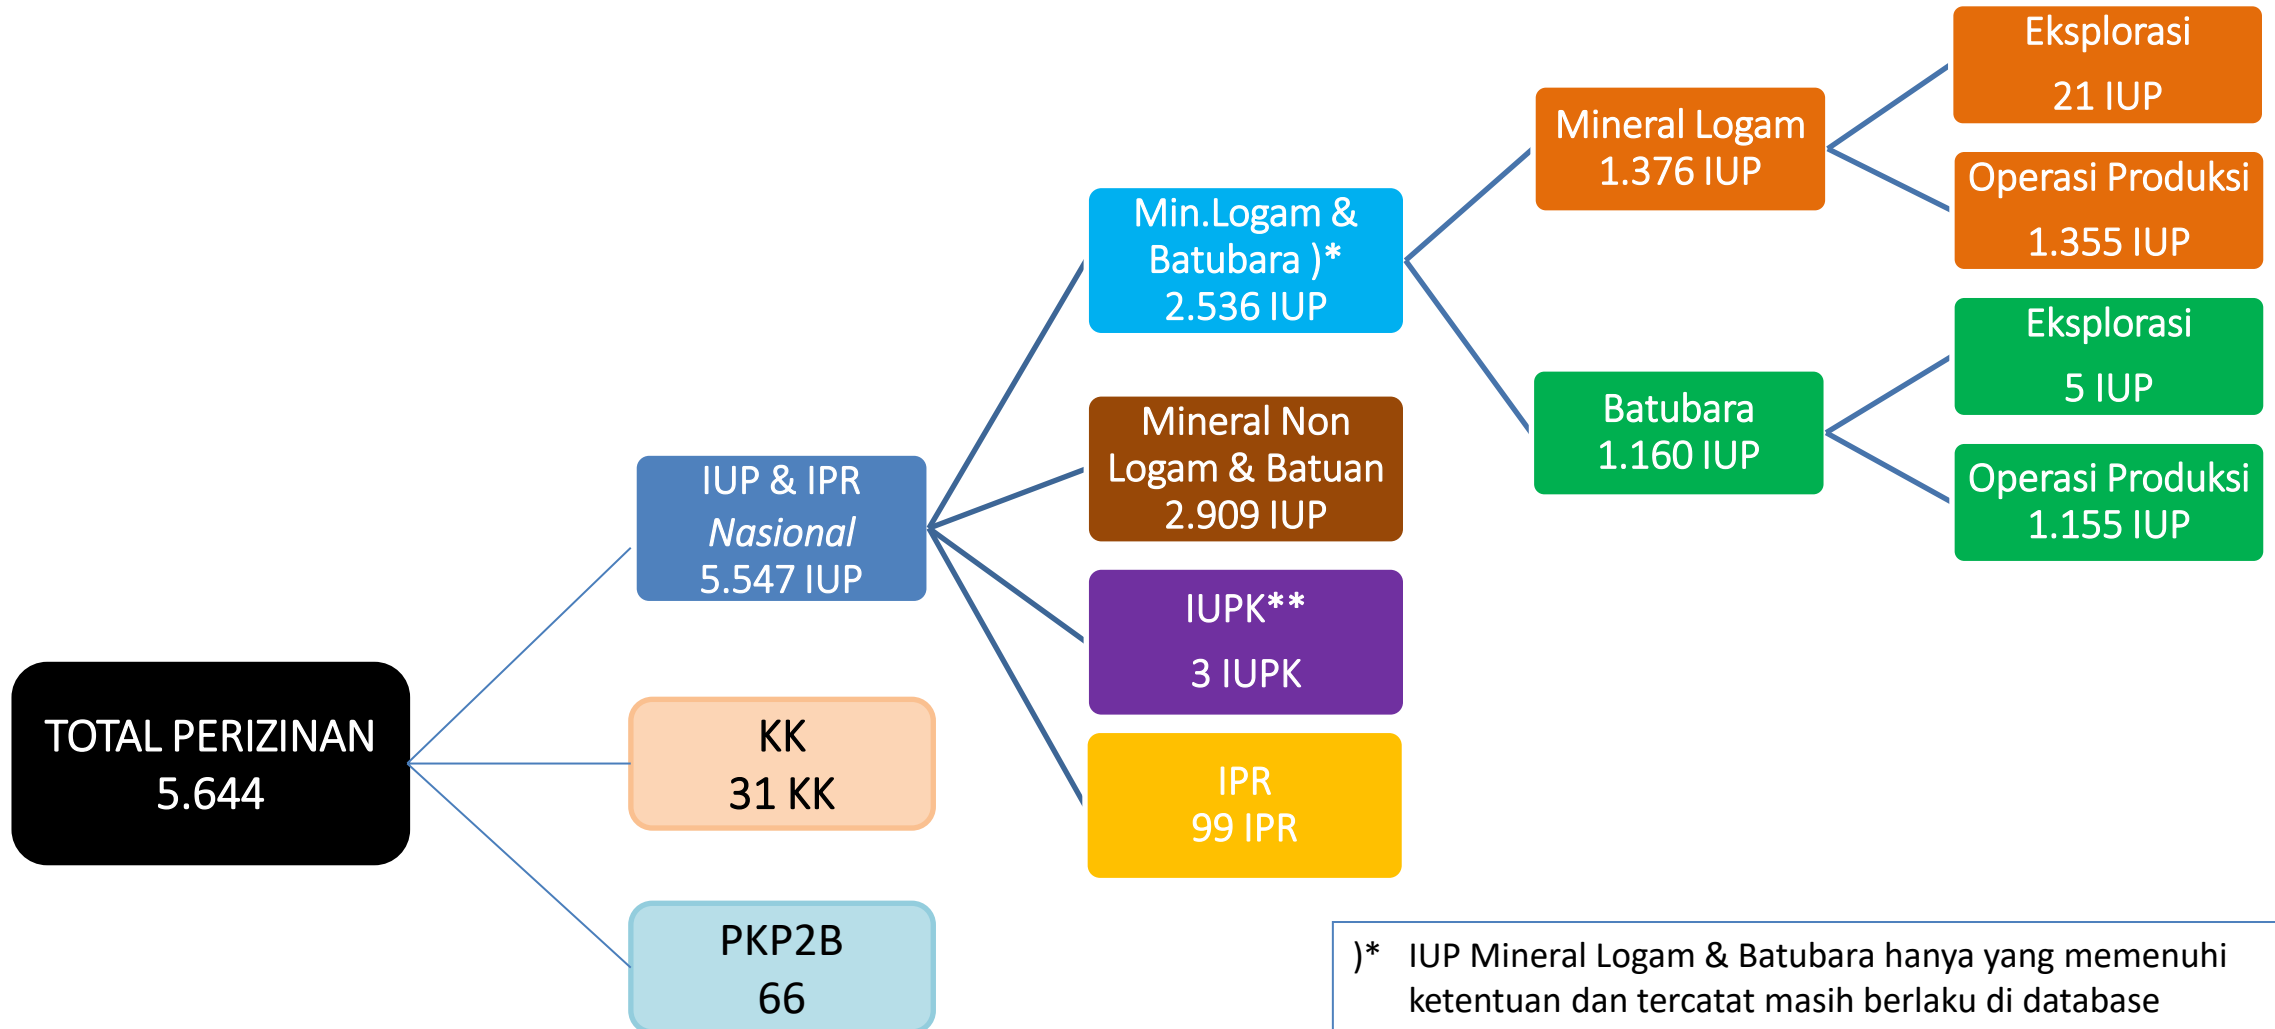 TOTAL PERIZINAN
5.644
IUP & IPR
Nasional
5.547 IUP
KK
31 KK
PKP2B
66
Min.Logam &
Batubara )*
2.536 IUP
Mineral Non
Logam & Batuan
2.909 IUP
IUPK**
3 IUPK
IPR
99 IPR
Mineral Logam
1.376 IUP
Batubara
1.160 IUP
Eksplorasi
21 IUP
Operasi Produksi
1.355 IUP
Eksplorasi
5 IUP
Operasi Produksi
1.155 IUP
)* IUP Mineral Logam & Batubara hanya yang memenuhi
ketentuan dan tercatat masih berlaku di database